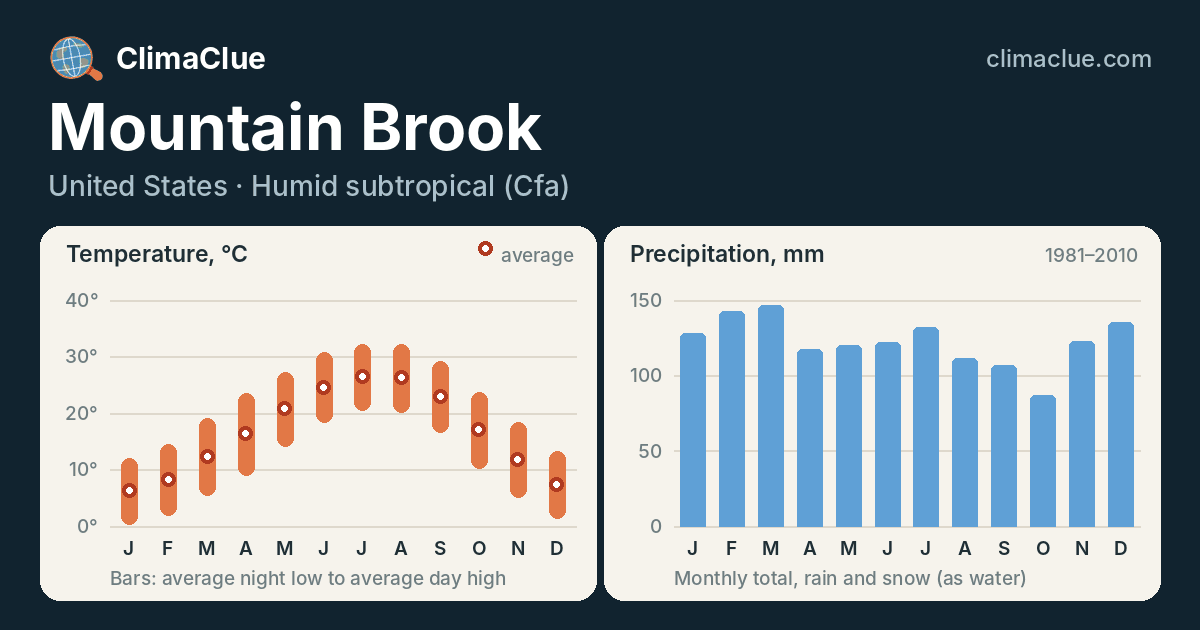 ClimaClue
climaclue.com
Mountain Brook
United States · Humid subtropical (Cfa)
Temperature, °C
average
40°
30°
20°
10°
0°
J F M A M J J A S O N D
Bars: average night low to average day high
Precipitation, mm
1981–2010
150
100
50
0
J F M A M J J A S O N D
Monthly total, rain and snow (as water)